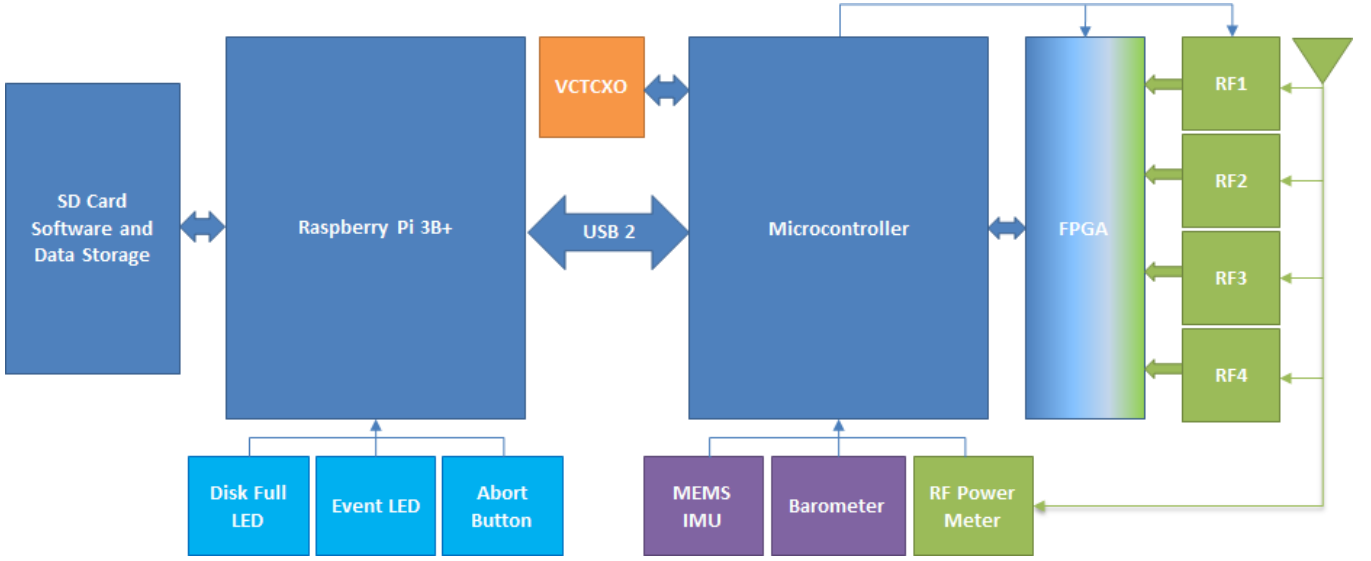 SD Card
Software and
Data Storage
Raspberry Pi 3B+
VCTCXO
USB 2
Microcontroller
FPGA
RF1
RF2
RF3
RF4
Disk Full
LED
Event LED
Abort
Button
MEMS
IMU
Barometer
RF Power
Meter